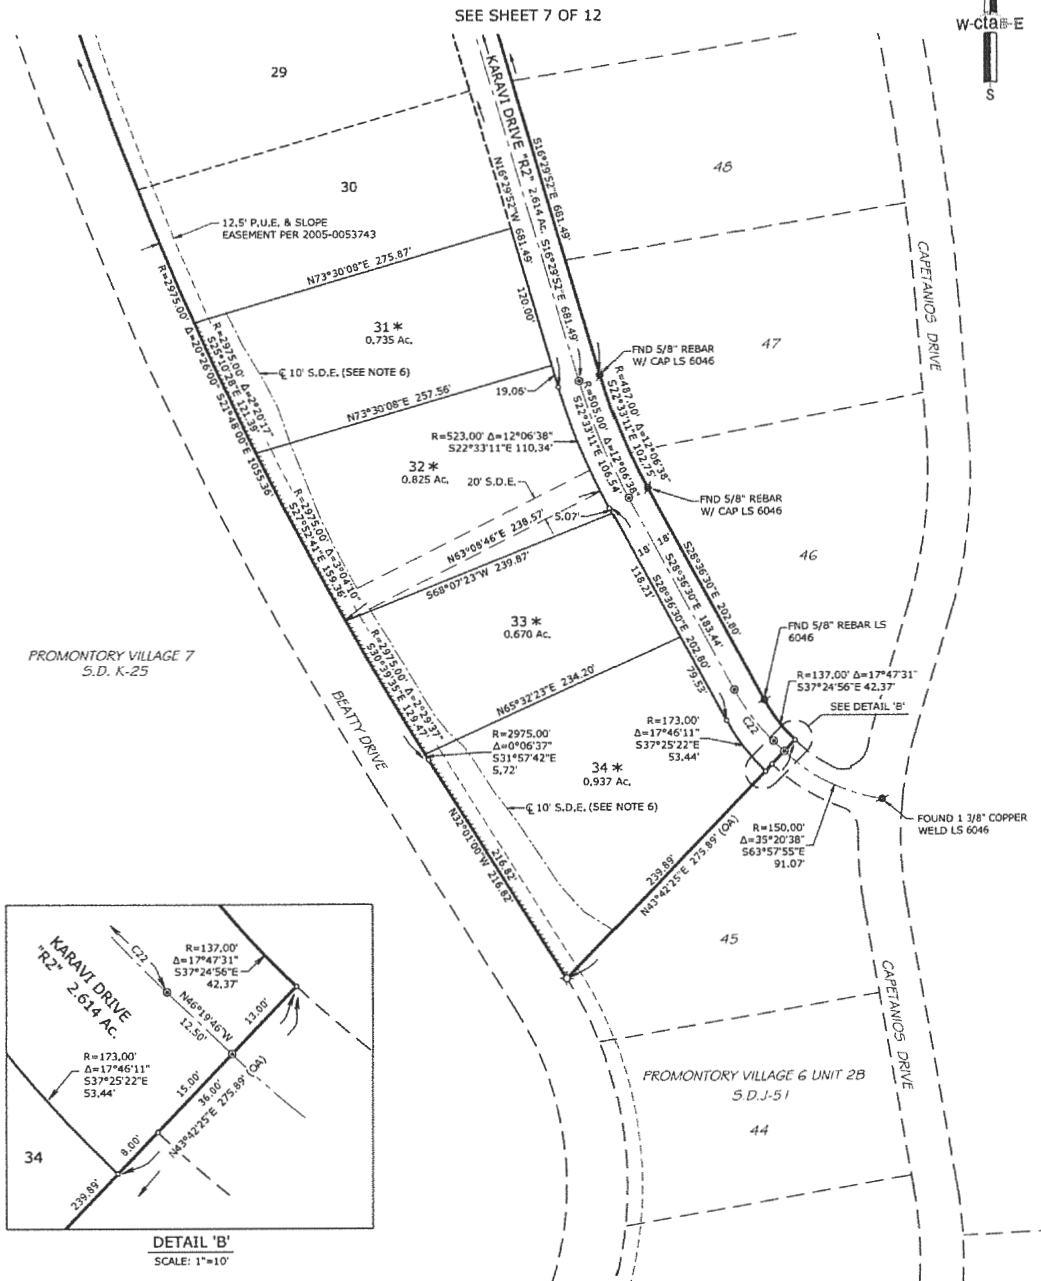 SEE SHEET 7 OF 12
W-cta E
S
29
KARAVI DRIVE "R2" 2.614 Ac.
S16°29'52"E 681.49'
N16°29'52"W 681.49'
S16°29'52"E 681.49'
48
30
12.5' P.U.E. & SLOPE
EASEMENT PER 2005-0053743
N73°30'08"E 275.87'
120.00'
CAPETANIOS DRIVE
R=2975.00' Δ=20°26'00" S21°48'00"E 1055.36'
31*
0.735 Ac.
47
R=2975.00' Δ=2°20'17"
S25°10'28"E 121.39'
℄ 10' S.D.E. (SEE NOTE 6)
FND 5/8" REBAR
W/ CAP LS 6046
N73°30'08"E 257.56'
19.06'
R=487.00' Δ=12°06'38"
S22°33'11"E 102.75'
R=505.00' Δ=12°06'38"
S22°33'11"E 106.54'
R=523.00' Δ=12°06'38"
S22°33'11"E 110.34'
32*
0.825 Ac.
20' S.D.E.
FND 5/8" REBAR
W/ CAP LS 6046
R=2975.00' Δ=3°04'10"
S27°52'41"E 159.36'
N63°08'46"E 238.57'
5.07'
S68°07'23"W 239.87'
18' 18'
118.21'
S28°36'30"E 202.80'
S28°36'30"E 183.44'
S28°36'30"E 202.80'
46
33*
0.670 Ac.
FND 5/8" REBAR LS
6046
PROMONTORY VILLAGE 7
S.D. K-25
R=2975.00' Δ=2°29'37"
S30°39'35"E 129.47'
N65°32'23"E 234.20'
79.53'
R=137.00' Δ=17°47'31"
S37°24'56"E 42.37'
SEE DETAIL 'B'
BEATTY DRIVE
C22
R=173.00'
Δ=17°46'11"
S37°25'22"E
53.44'
R=2975.00'
Δ=0°06'37"
S31°57'42"E
5.72'
34*
0.937 Ac.
℄ 10' S.D.E. (SEE NOTE 6)
FOUND 1 3/8" COPPER
WELD LS 6046
R=150.00'
Δ=35°20'38"
S63°57'55"E
91.07'
216.82'
N32°01'00"W 216.82'
239.89'
N43°42'25"E 275.89' (OA)
45
CAPETANIOS DRIVE
PROMONTORY VILLAGE 6 UNIT 2B
S.D.J-51
44
KARAVI DRIVE
"R2" 2.614 Ac.
C22
R=137.00'
Δ=17°47'31"
S37°24'56"E
42.37'
N46°19'46"W
12.50'
13.00'
R=173.00'
Δ=17°46'11"
S37°25'22"E
53.44'
15.00'
36.00'
N43°42'25"E 275.89' (OA)
8.00'
34
239.89'
DETAIL 'B'
SCALE: 1"=10'